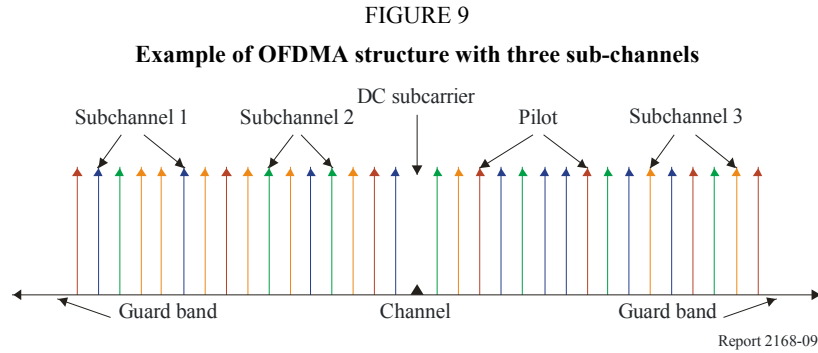 FIGURE 9
Example of OFDMA structure with three sub-channels
DC subcarrier
Subchannel 1
Subchannel 2
Pilot
Subchannel 3
Guard band
Channel
Guard band
Report 2168-09